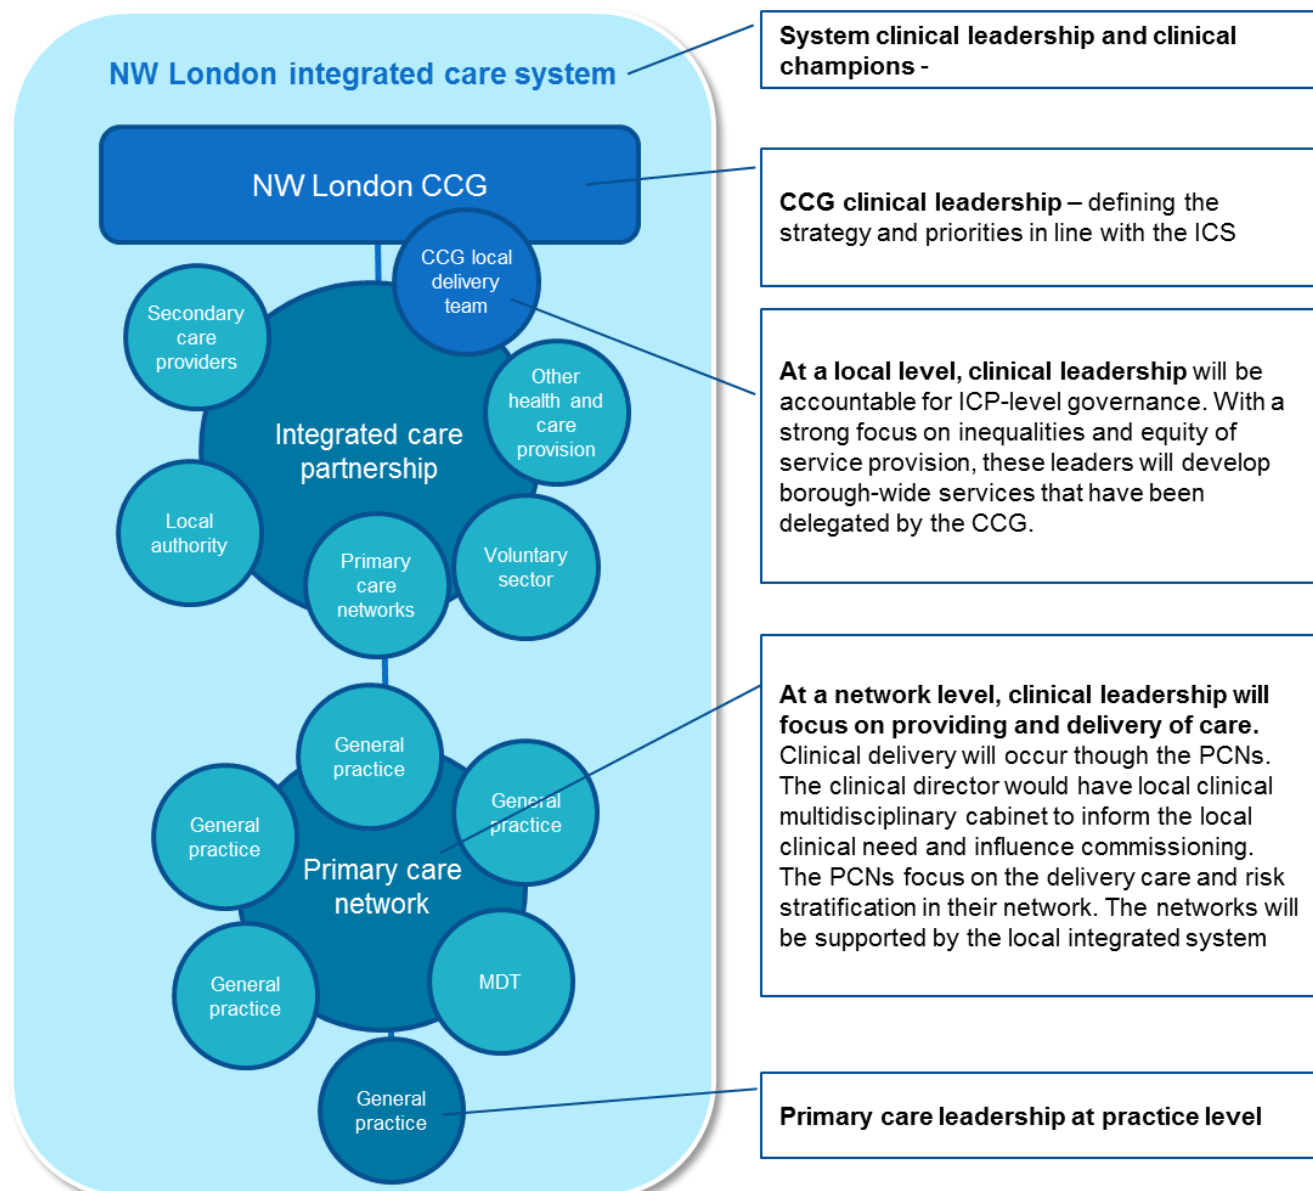 NW London integrated care system
NW London CCG
CCG local
delivery
team
Secondary
care
providers
Other
health and
care
provision
Integrated care
partnership
Local
authority
Primary
care
networks
Voluntary
sector
General
practice
General
practice
General
practice
Primary care
network
General
practice
MDT
General
practice
System clinical leadership and clinical
champions -
CCG clinical leadership – defining the
strategy and priorities in line with the ICS
At a local level, clinical leadership will be
accountable for ICP-level governance. With a
strong focus on inequalities and equity of
service provision, these leaders will develop
borough-wide services that have been
delegated by the CCG.
At a network level, clinical leadership will
focus on providing and delivery of care.
Clinical delivery will occur though the PCNs.
The clinical director would have local clinical
multidisciplinary cabinet to inform the local
clinical need and influence commissioning.
The PCNs focus on the delivery care and risk
stratification in their network. The networks will
be supported by the local integrated system
Primary care leadership at practice level